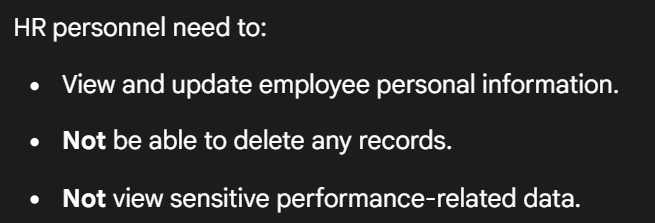 HR personnel need to:
• View and update employee personal information.
• Not be able to delete any records.
• Not view sensitive performance-related data.